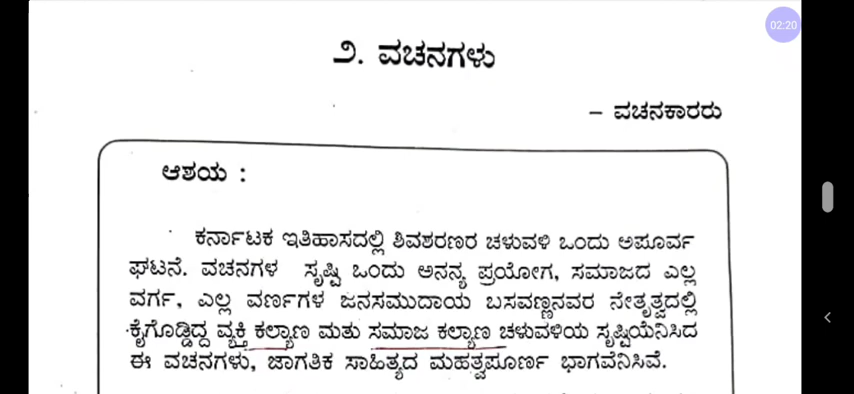 02:20
೨. ವಚನಗಳು
– ವಚನಕಾರರು
ಆಶಯ :
ಕರ್ನಾಟಕ ಇತಿಹಾಸದಲ್ಲಿ ಶಿವಶರಣರ ಚಳುವಳಿ ಒಂದು ಅಪೂರ್ವ
ಘಟನೆ. ವಚನಗಳ ಸೃಷ್ಟಿ ಒಂದು ಅನನ್ಯ ಪ್ರಯೋಗ, ಸಮಾಜದ ಎಲ್ಲ
ವರ್ಗ, ಎಲ್ಲ ವರ್ಣಗಳ ಜನಸಮುದಾಯ ಬಸವಣ್ಣನವರ ನೇತೃತ್ವದಲ್ಲಿ
ಕೈಗೊಡ್ಡಿದ್ದ ವ್ಯಕ್ತಿ ಕಲ್ಯಾಣ ಮತು ಸಮಾಜ ಕಲ್ಯಾಣ ಚಳುವಳಿಯ ಸೃಷ್ಟಿಯೆನಿಸಿದ
ಈ ವಚನಗಳು, ಜಾಗತಿಕ ಸಾಹಿತ್ಯದ ಮಹತ್ವಪೂರ್ಣ ಭಾಗವೆನಿಸಿವೆ.